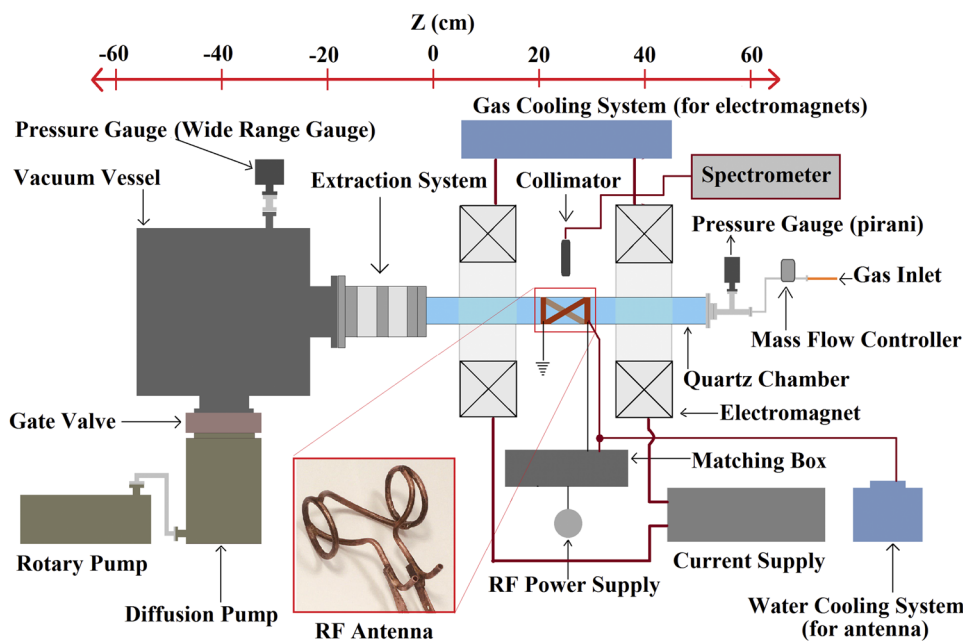 Z (cm)
-60 -40 -20 0 20 40 60
Gas Cooling System (for electromagnets)
Pressure Gauge (Wide Range Gauge)
Vacuum Vessel
Extraction System
Collimator
Spectrometer
Pressure Gauge (pirani)
Gas Inlet
Mass Flow Controller
Quartz Chamber
Electromagnet
Gate Valve
Matching Box
Rotary Pump
RF Power Supply
Current Supply
Diffusion Pump
RF Antenna
Water Cooling System
(for antenna)